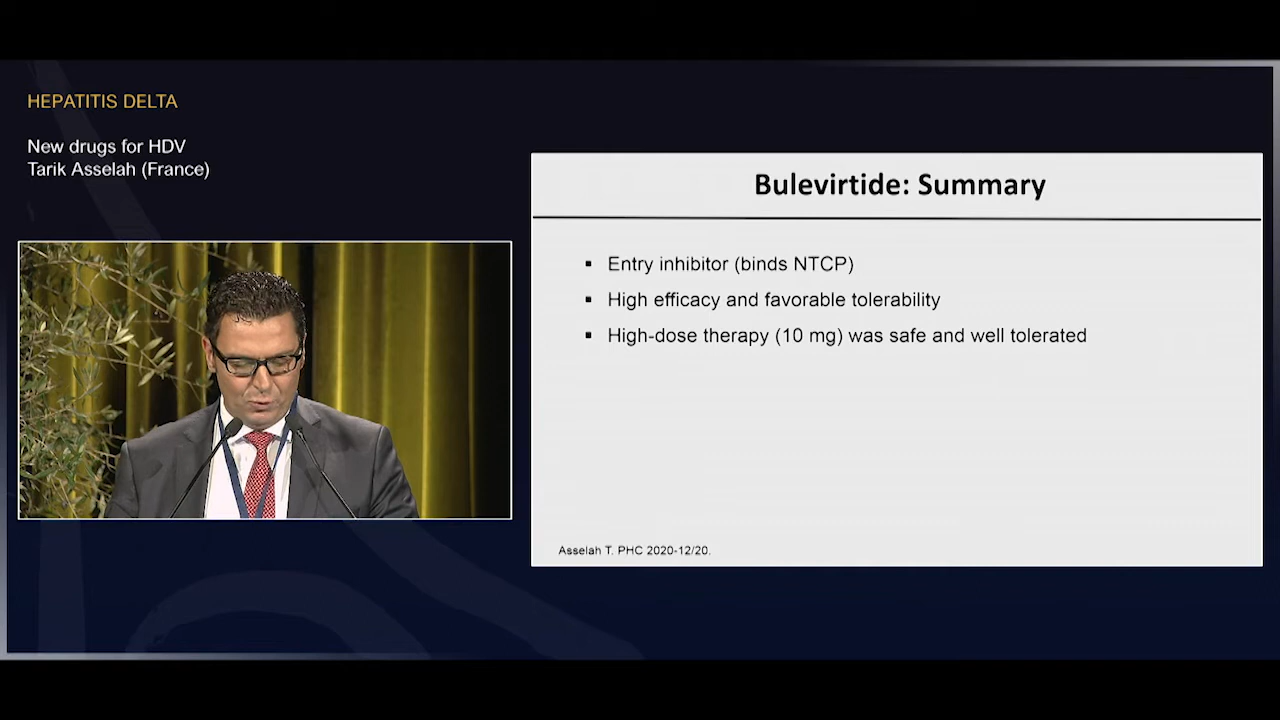 HEPATITIS DELTA
New drugs for HDV
Tarik Asselah (France)
Bulevirtide: Summary
▪ Entry inhibitor (binds NTCP)
▪ High efficacy and favorable tolerability
▪ High-dose therapy (10 mg) was safe and well tolerated
Asselah T. PHC 2020-12/20.